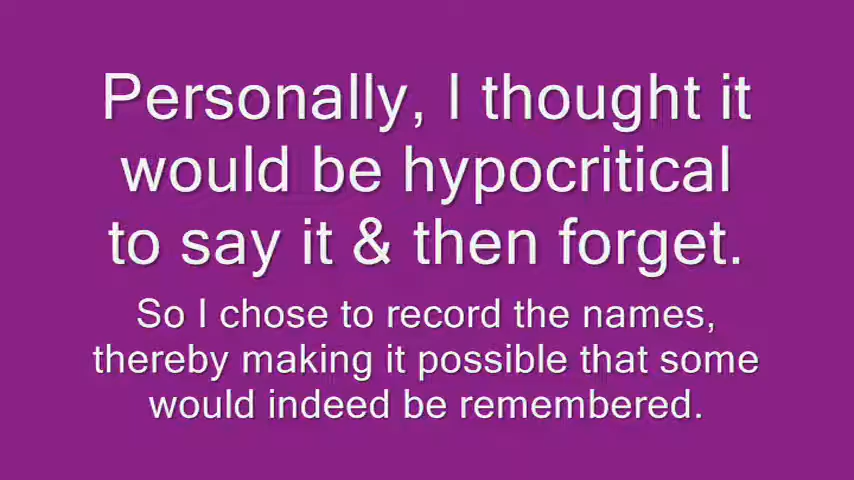 Personally, I thought it
would be hypocritical
to say it & then forget.
So I chose to record the names,
thereby making it possible that some
would indeed be remembered.